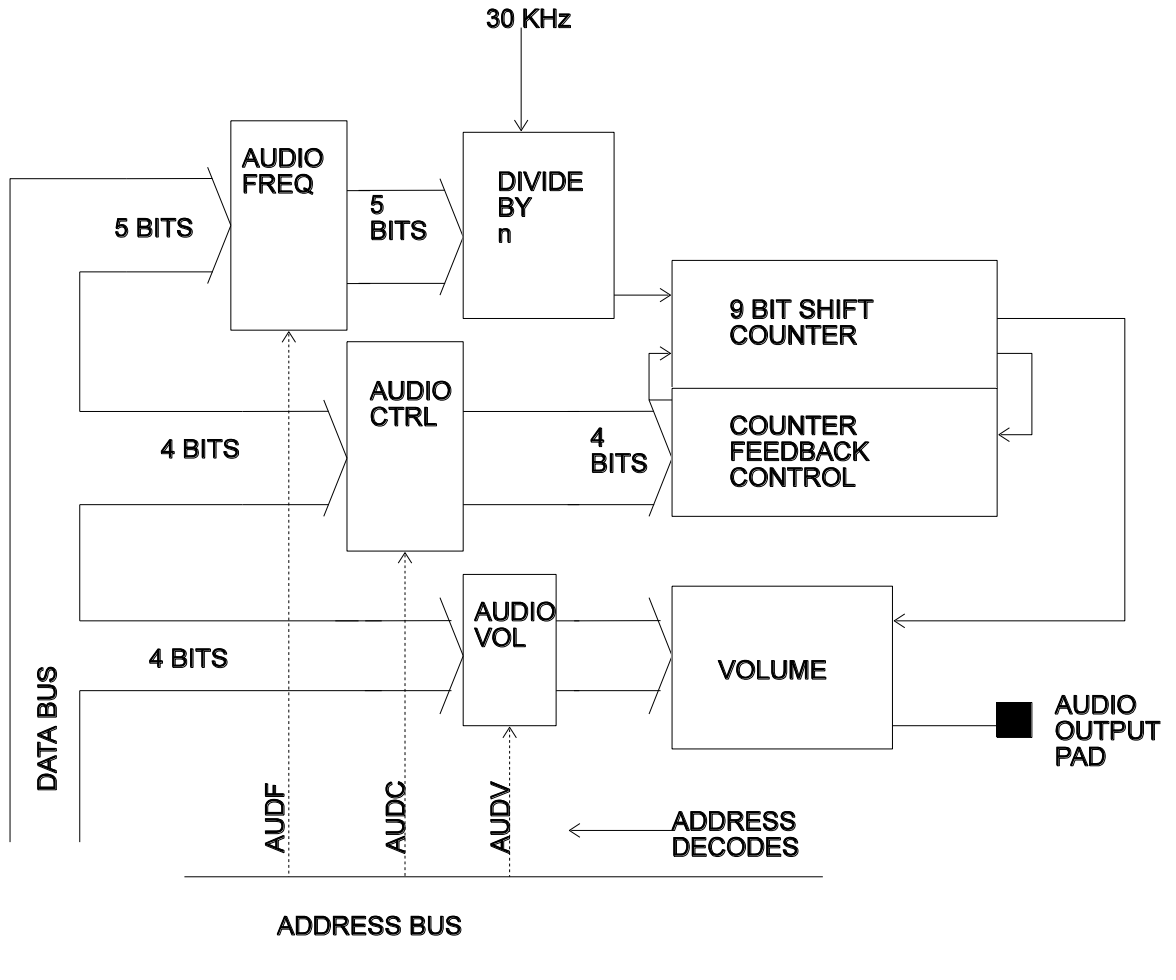 30 KHz
AUDIO
FREQ
DIVIDE
BY
n
5 BITS
5
BITS
9 BIT SHIFT
COUNTER
AUDIO
CTRL
4 BITS
4
BITS
COUNTER
FEEDBACK
CONTROL
AUDIO
VOL
4 BITS
VOLUME
DATA BUS
AUDIO
OUTPUT
PAD
AUDF
AUDC
AUDV
ADDRESS
DECODES
ADDRESS BUS